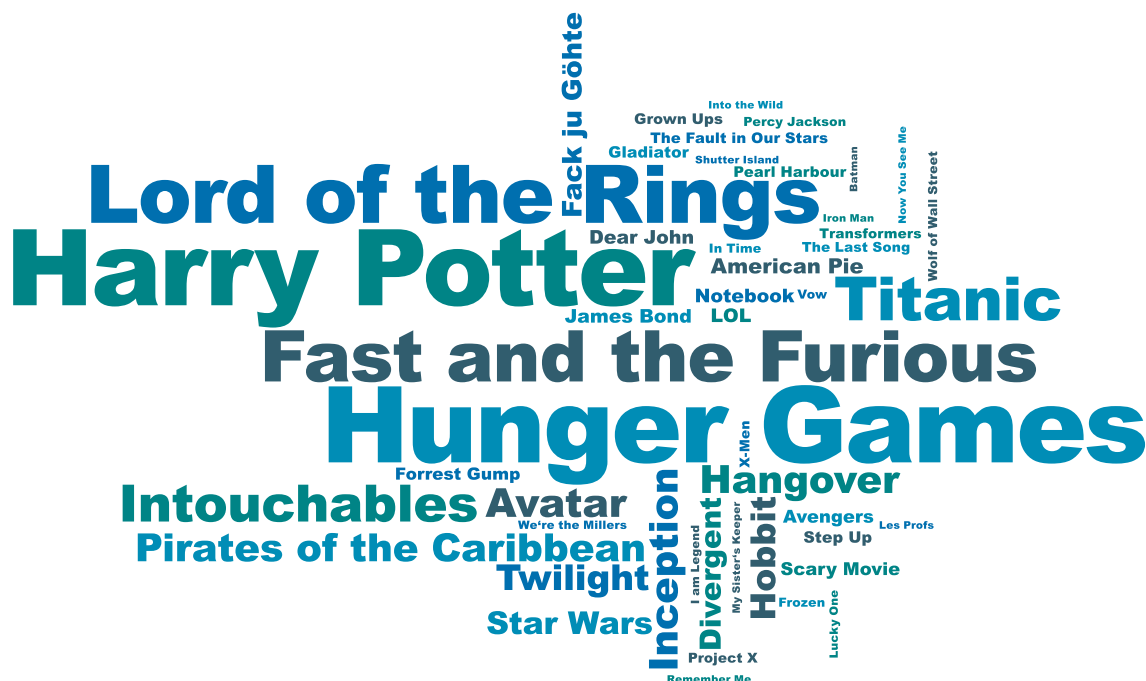 Fack ju Göhte
Into the Wild
Grown Ups
Percy Jackson
The Fault in Our Stars
Gladiator
Shutter Island
Pearl Harbour
Batman
Now You See Me
Wolf of Wall Street
Lord of the Rings
Iron Man
Transformers
Dear John
In Time
The Last Song
Harry Potter
American Pie
Notebook
Vow
Titanic
James Bond
LOL
Fast and the Furious
Hunger Games
X-Men
Forrest Gump
Hangover
Intouchables
Avatar
We're the Millers
Inception
I am Legend
Divergent
My Sister's Keeper
Hobbit
Avengers
Les Profs
Step Up
Pirates of the Caribbean
Twilight
Scary Movie
Frozen
Lucky One
Star Wars
Project X
Remember Me